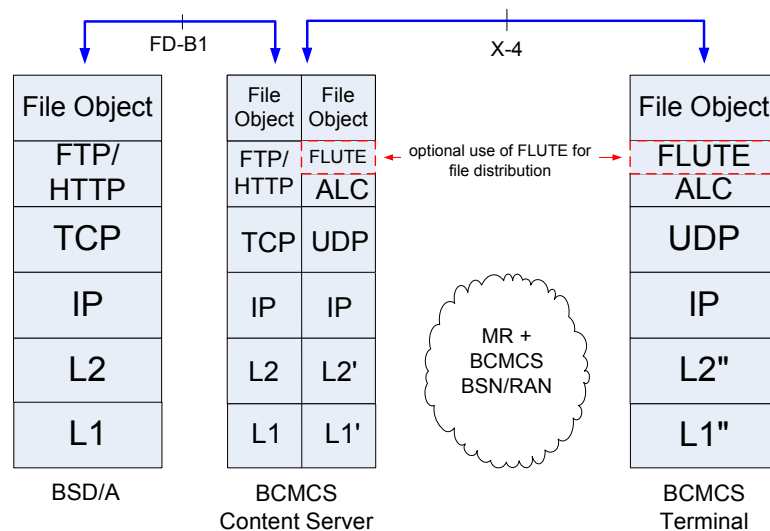 FD-B1
X-4
File Object
FTP/
HTTP
TCP
IP
L2
L1
BSD/A
File
Object
FTP/
HTTP
TCP
IP
L2
L1
File
Object
FLUTE
ALC
UDP
IP
L2'
L1'
BCMCS
Content Server
optional use of FLUTE for
file distribution
MR +
BCMCS
BSN/RAN
File Object
FLUTE
ALC
UDP
IP
L2"
L1"
BCMCS
Terminal